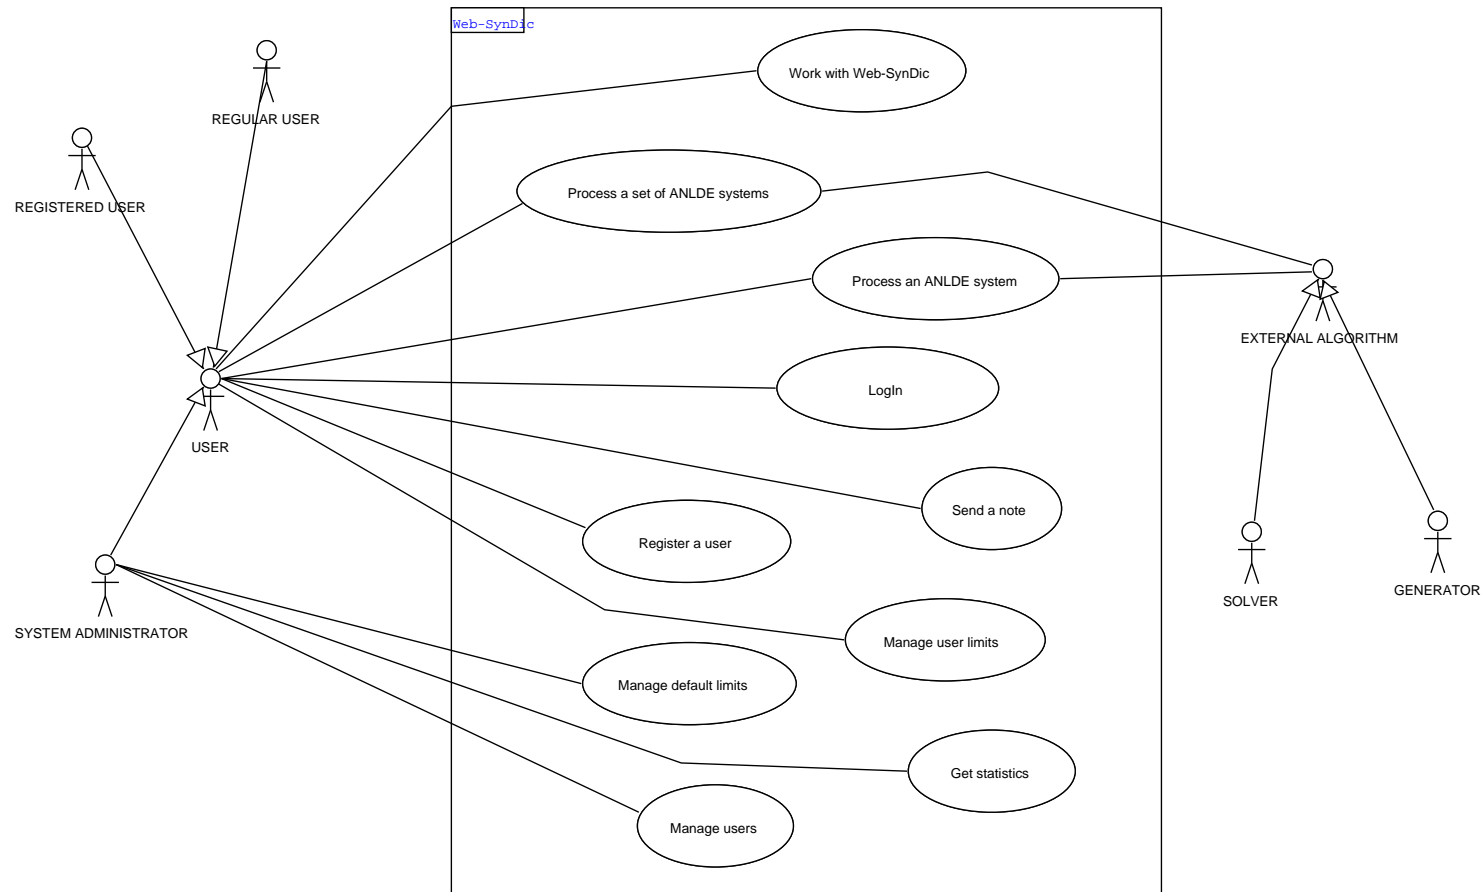 Web-SynDic
Work with Web-SynDic
REGULAR USER
Process a set of ANLDE systems
REGISTERED USER
Process an ANLDE system
EXTERNAL ALGORITHM
LogIn
USER
Send a note
Register a user
GENERATOR
SOLVER
SYSTEM ADMINISTRATOR
Manage user limits
Manage default limits
Get statistics
Manage users